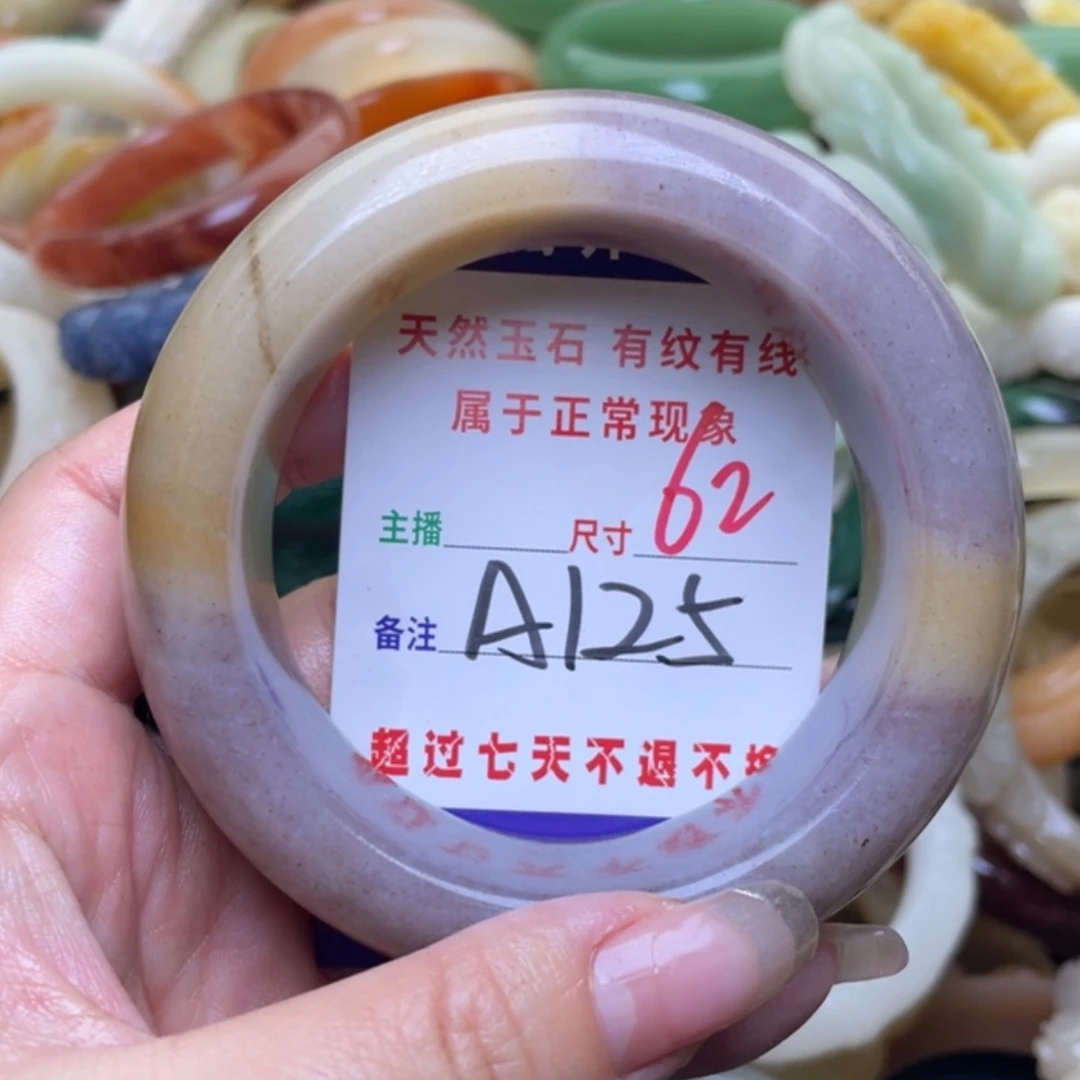 天然玉石 有纹有线
属于正常现象
主播 尺寸 62
备注 A125
超过七天不退不换